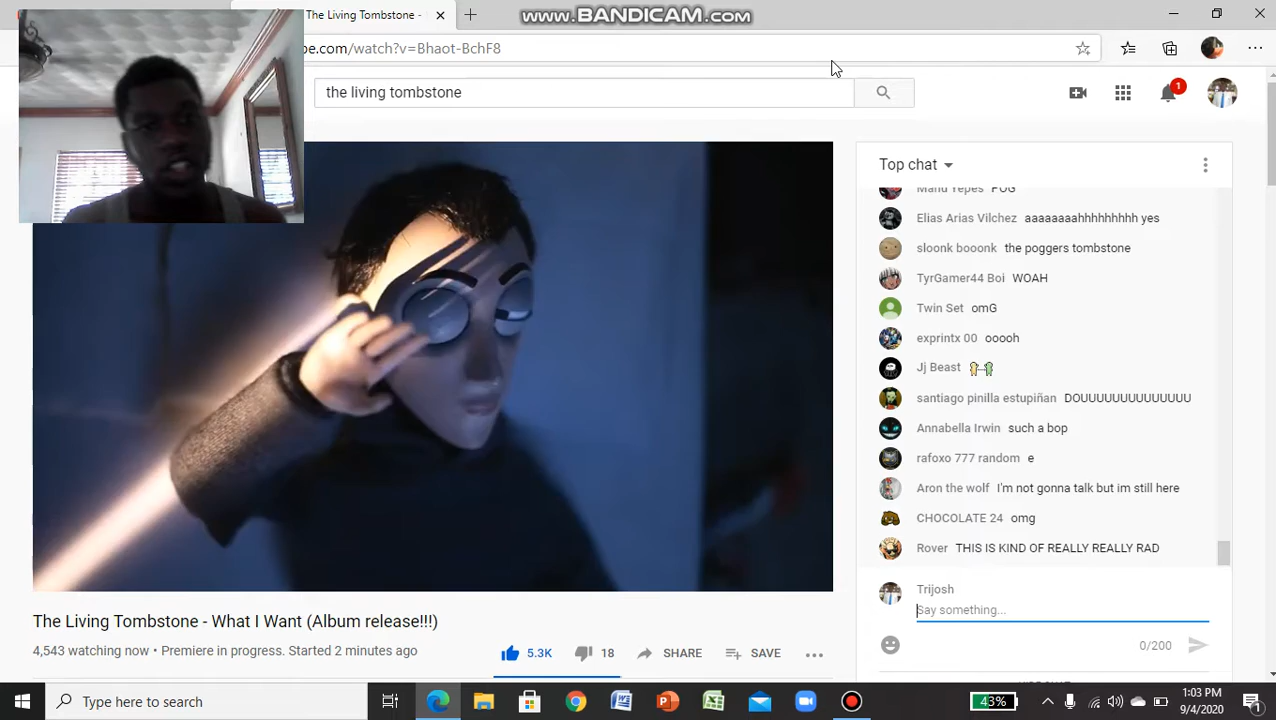 www.BANDICAM.com
The Living Tombstone -
be.com/watch?v=Bhaot-BchF8
the living tombstone
1
Top chat
Manu Yepes POG
Elias Arias Vilchez aaaaaaaahhhhhhhhh yes
sloonk booonk the poggers tombstone
TyrGamer44 Boi WOAH
Twin Set omG
exprintx 00 ooooh
Jj Beast
santiago pinilla estupiñan DOUUUUUUUUUUUUU
Annabella Irwin such a bop
rafoxo 777 random e
Aron the wolf I'm not gonna talk but im still here
CHOCOLATE 24 omg
Rover THIS IS KIND OF REALLY REALLY RAD
Trijosh
Say something...
0/200
The Living Tombstone - What I Want (Album release!!!)
4,543 watching now • Premiere in progress. Started 2 minutes ago
5.3K 18 SHARE SAVE
Type here to search
43%
1:03 PM
9/4/2020